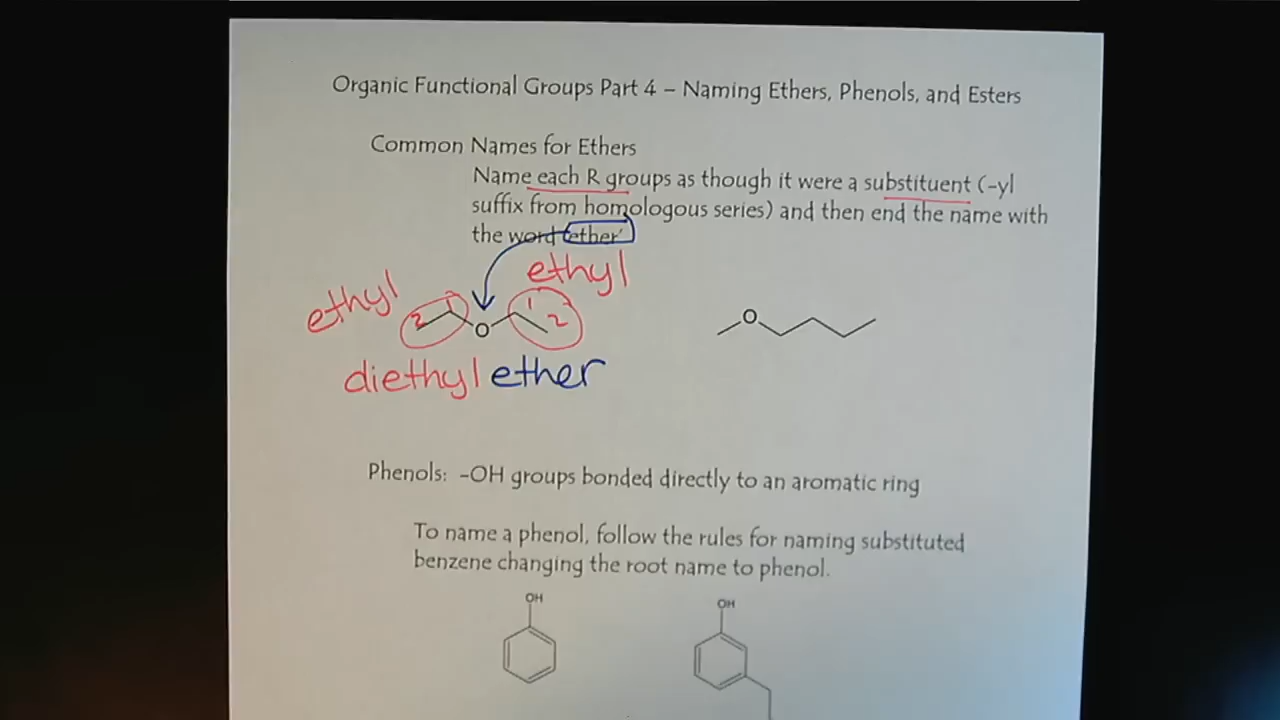 Organic Functional Groups Part 4 – Naming Ethers, Phenols, and Esters
Common Names for Ethers
Name each R groups as though it were a substituent (-yl
suffix from homologous series) and then end the name with
the word 'ether'
ethyl
ethyl
2 1
1 2
O
O
diethyl ether
Phenols: -OH groups bonded directly to an aromatic ring
To name a phenol, follow the rules for naming substituted
benzene changing the root name to phenol.
OH
OH